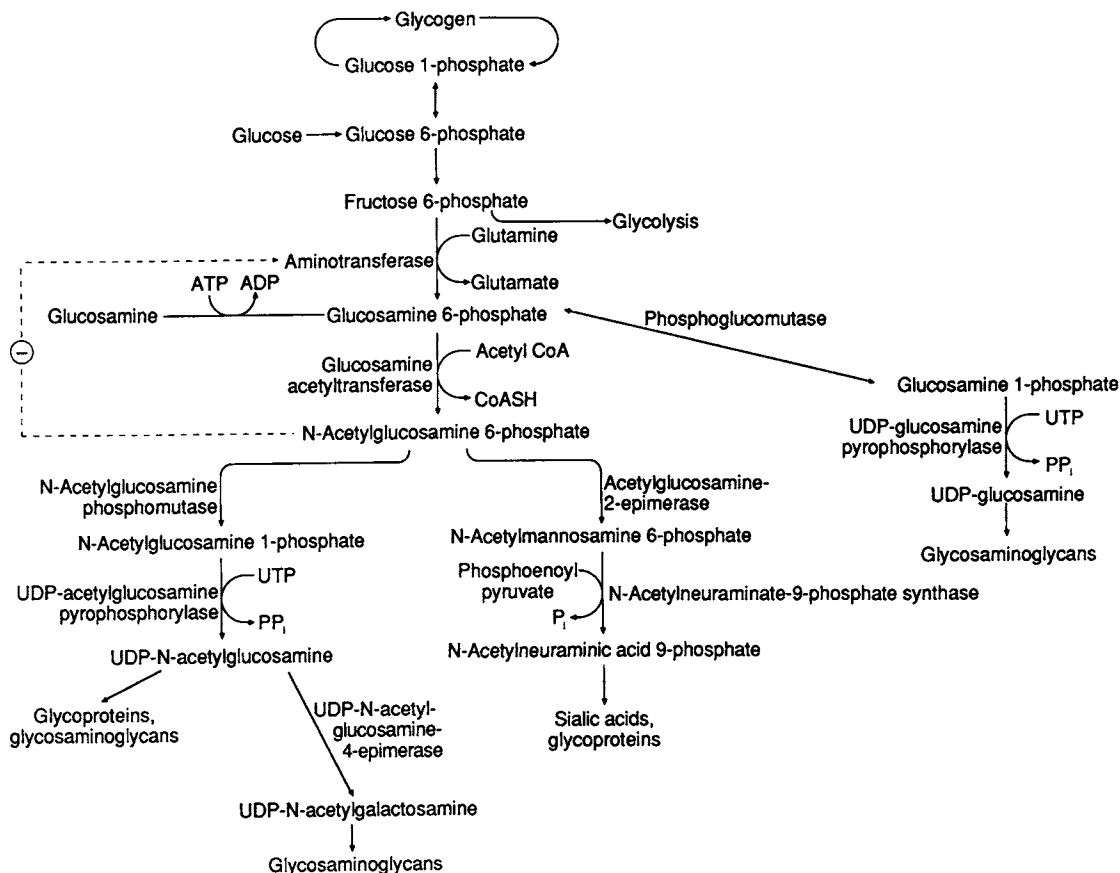 Glycogen
Glucose 1-phosphate
Glucose
Glucose 6-phosphate
Fructose 6-phosphate
Glycolysis
Glutamine
Aminotransferase
Glutamate
ATP
ADP
Glucosamine
Glucosamine 6-phosphate
Phosphoglucomutase
−
Glucosamine
acetyltransferase
Acetyl CoA
CoASH
Glucosamine 1-phosphate
UDP-glucosamine
pyrophosphorylase
UTP
PPi
UDP-glucosamine
Glycosaminoglycans
N-Acetylglucosamine 6-phosphate
N-Acetylglucosamine
phosphomutase
Acetylglucosamine-
2-epimerase
N-Acetylglucosamine 1-phosphate
N-Acetylmannosamine 6-phosphate
UDP-acetylglucosamine
pyrophosphorylase
UTP
PPi
Phosphoenoyl
pyruvate
Pi
N-Acetylneuraminate-9-phosphate synthase
UDP-N-acetylglucosamine
N-Acetylneuraminic acid 9-phosphate
Glycoproteins,
glycosaminoglycans
UDP-N-acetyl-
glucosamine-
4-epimerase
Sialic acids,
glycoproteins
UDP-N-acetylgalactosamine
Glycosaminoglycans